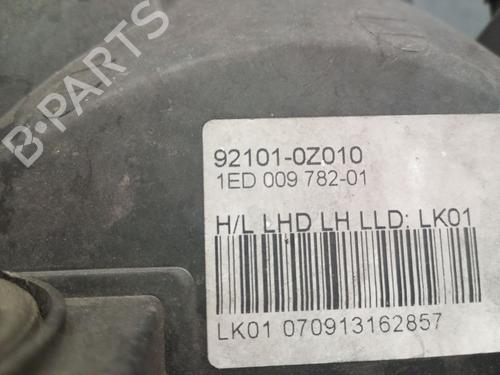 B-PARTS
92101-0Z010
1ED 009 782-01
H/L LHD LH LLD: LK01
LK01 070913162857